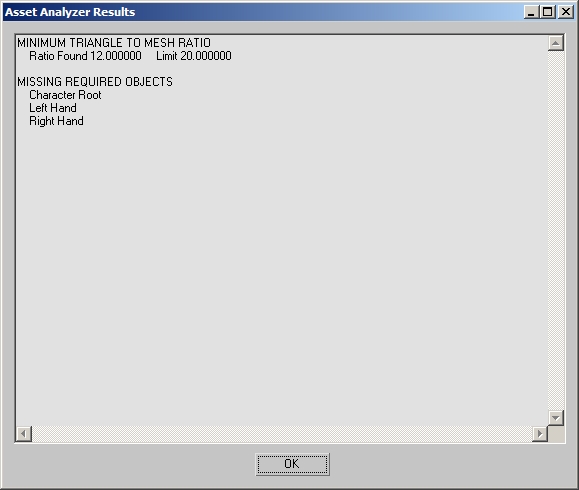 Asset Analyzer Results
MINIMUM TRIANGLE TO MESH RATIO
Ratio Found 12.000000 Limit 20.000000
MISSING REQUIRED OBJECTS
Character Root
Left Hand
Right Hand
OK